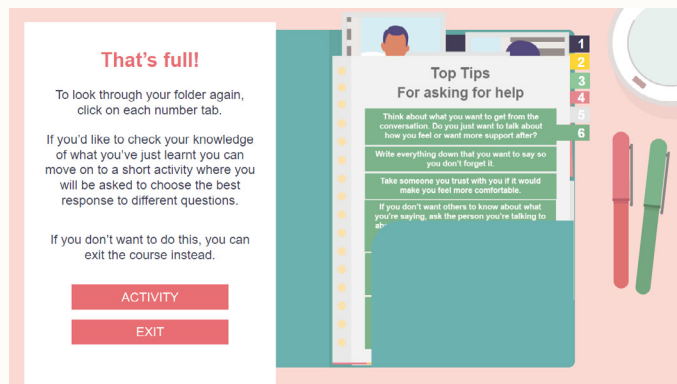 That's full!
To look through your folder again,
click on each number tab.
If you'd like to check your knowledge
of what you've just learnt you can
move on to a short activity where you
will be asked to choose the best
response to different questions.
If you don't want to do this, you can
exit the course instead.
ACTIVITY
EXIT
Top Tips
For asking for help
Think about what you want to get from the
conversation. Do you just want to talk about
how you feel or want more support after?
Write everything down that you want to say so
you don't forget it.
Take someone you trust with you if it would
make you feel more comfortable.
If you don't want others to know about what
you're saying, ask the person you're talking to
1
2
3
4
5
6